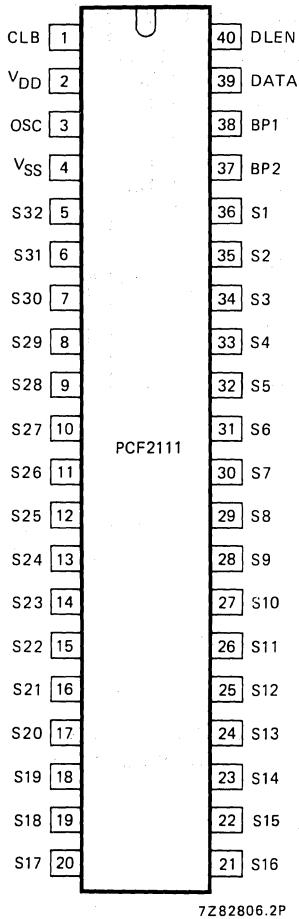 CLB 1 40 DLEN
VDD 2 39 DATA
OSC 3 38 BP1
VSS 4 37 BP2
S32 5 36 S1
S31 6 35 S2
S30 7 34 S3
S29 8 33 S4
S28 9 32 S5
S27 10 31 S6
PCF2111
S26 11 30 S7
S25 12 29 S8
S24 13 28 S9
S23 14 27 S10
S22 15 26 S11
S21 16 25 S12
S20 17 24 S13
S19 18 23 S14
S18 19 22 S15
S17 20 21 S16
7Z82806.2P